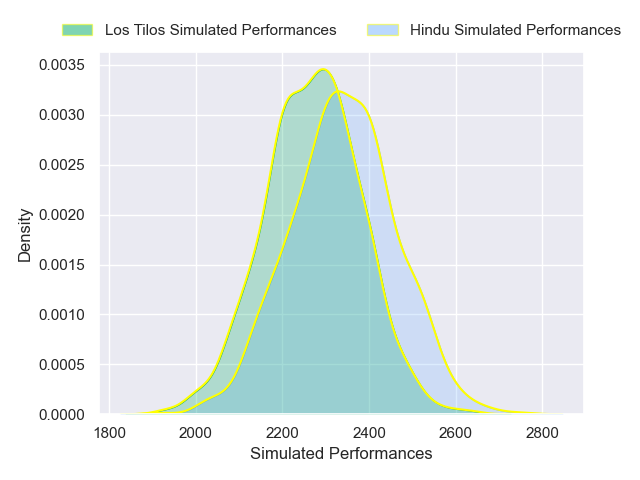 Los Tilos Simulated Performances Hindu Simulated Performances
0.0035
0.0030
0.0025
0.0020
0.0015
0.0010
0.0005
0.0000
Density
1800 2000 2200 2400 2600 2800
Simulated Performances